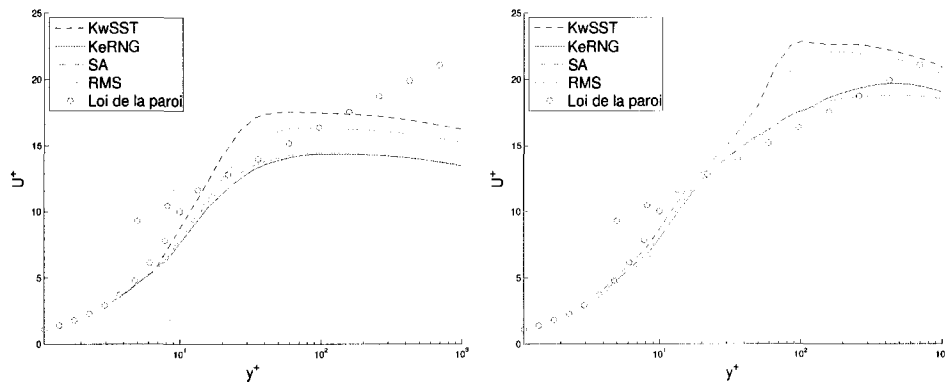 25
20
15
10
5
0
U⁺
10¹
10²
10³
y⁺
KwSST
KeRNG
SA
RMS
Loi de la paroi
25
20
15
10
5
0
U⁺
10¹
10²
10
y⁺
KwSST
KeRNG
SA
RMS
Loi de la paroi